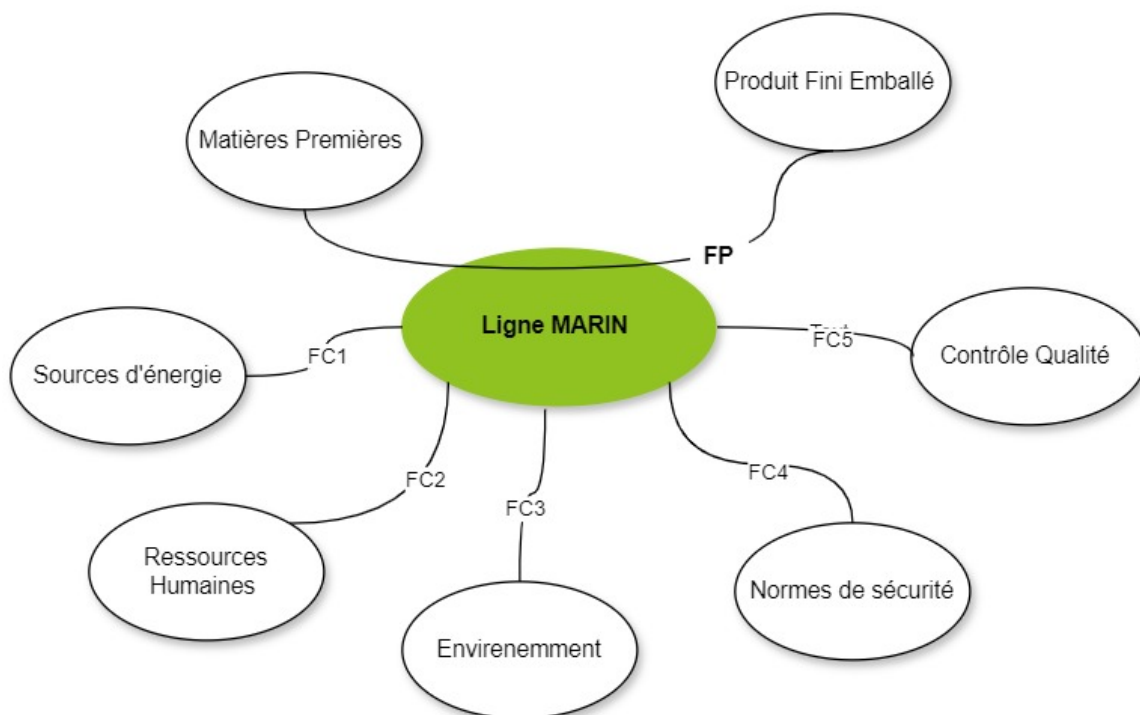 Produit Fini Emballé
Matières Premières
FP
Ligne MARIN
FC1
Sources d'énergie
FC5
Contrôle Qualité
FC2
FC4
FC3
Ressources
Humaines
Normes de sécurité
Envirenemment